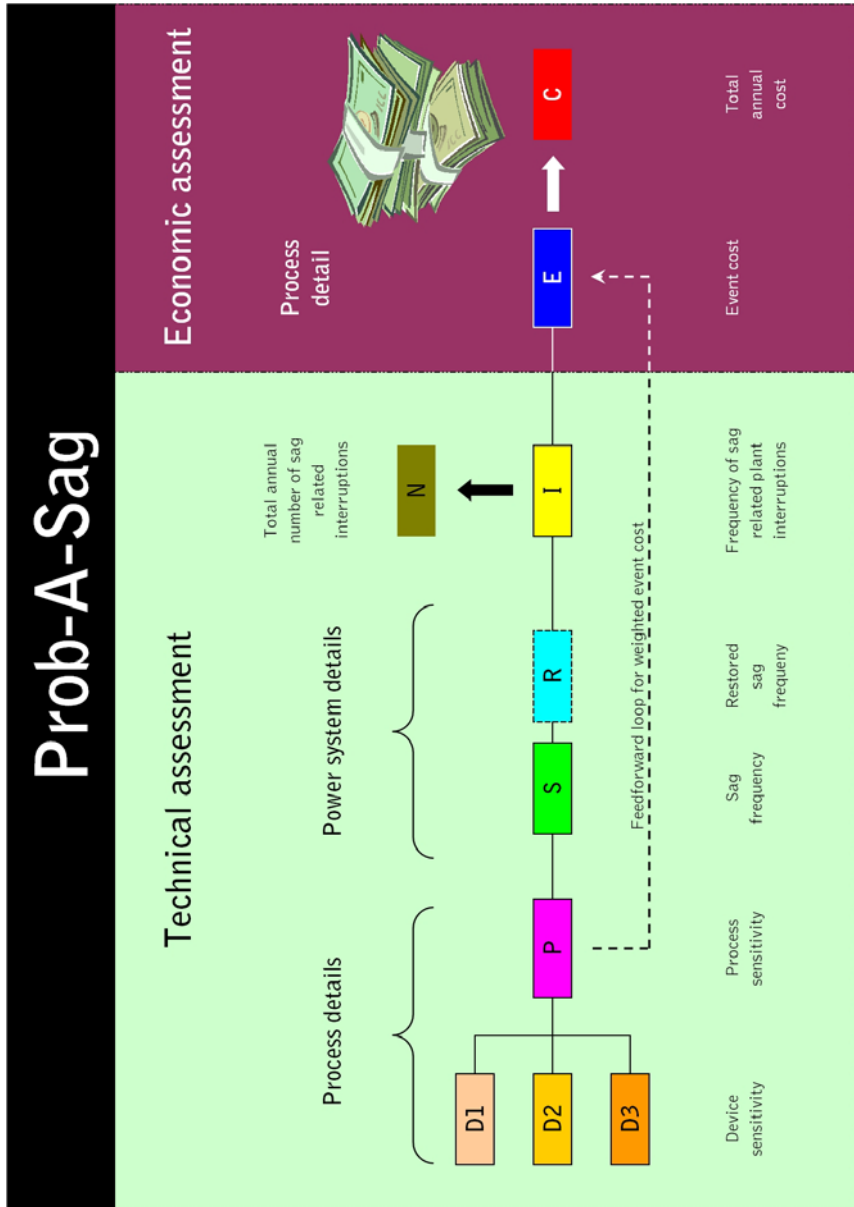 Prob-A-Sag
Technical assessment
Economic assessment
Process details
Power system details
Total annual
number of sag
related
interruptions
Process
detail
N
D1
D2
D3
P
S
R
I
E
C
Feedforward loop for weighted event cost
Device
sensitivity
Process
sensitivity
Sag
frequency
Restored
sag
frequeny
Frequency of sag
related plant
interruptions
Event cost
Total
annual
cost